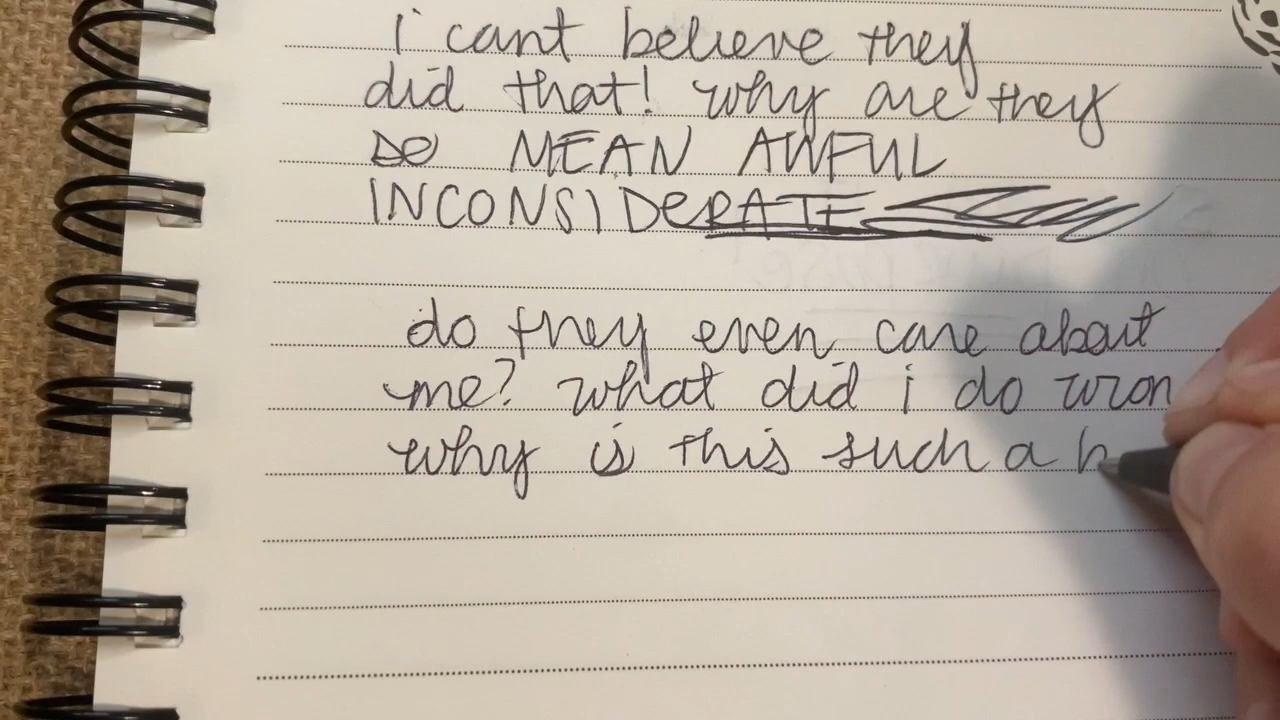 i cant believe they
did that! why are they
SO MEAN AWFUL
INCONSIDeRATE
do they even care about
me? what did i do wron
why is this such a h